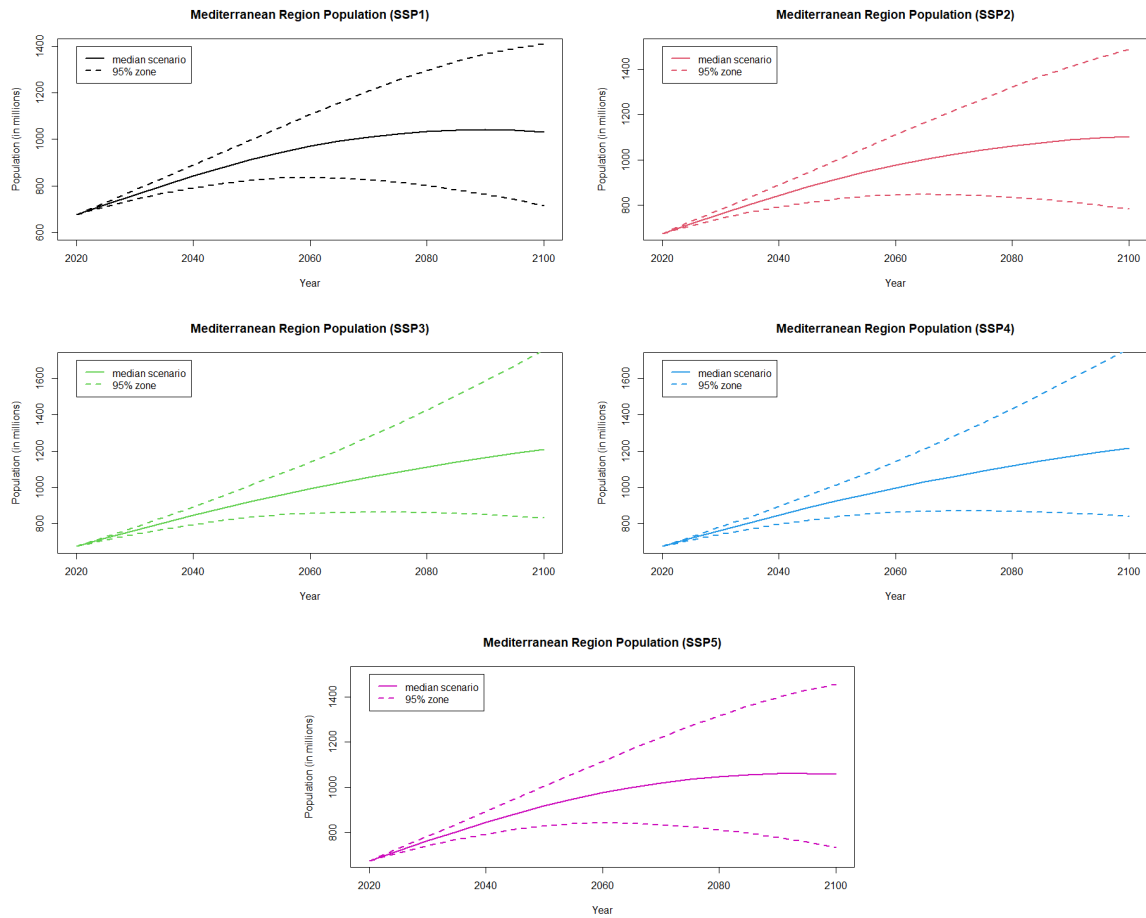 Mediterranean Region Population (SSP1)
median scenario
95% zone
Population (in millions)
600
800
1000
1200
1400
2020 2040 2060 2080 2100
Year
Mediterranean Region Population (SSP2)
median scenario
95% zone
Population (in millions)
800
1000
1200
1400
2020 2040 2060 2080 2100
Year
Mediterranean Region Population (SSP3)
median scenario
95% zone
Population (in millions)
800
1000
1200
1400
1600
2020 2040 2060 2080 2100
Year
Mediterranean Region Population (SSP4)
median scenario
95% zone
Population (in millions)
800
1000
1200
1400
1600
2020 2040 2060 2080 2100
Year
Mediterranean Region Population (SSP5)
median scenario
95% zone
Population (in millions)
800
1000
1200
1400
2020 2040 2060 2080 2100
Year